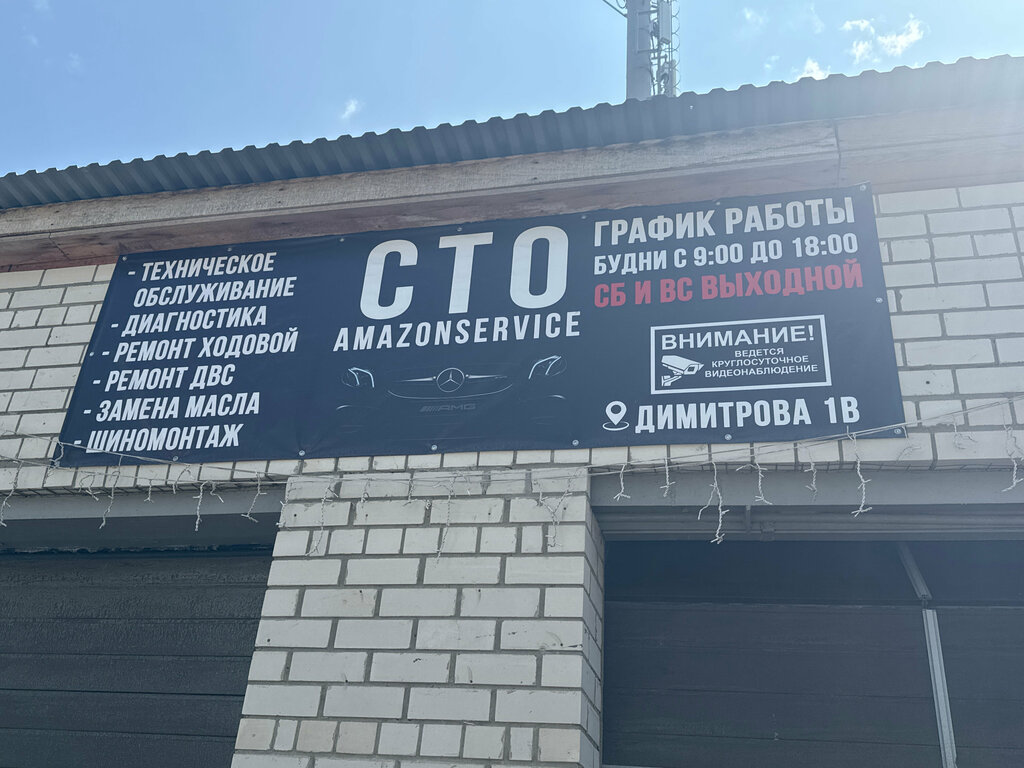 - ТЕХНИЧЕСКОЕ
ОБСЛУЖИВАНИЕ
- ДИАГНОСТИКА
- РЕМОНТ ХОДОВОЙ
- РЕМОНТ ДВС
- ЗАМЕНА МАСЛА
- ШИНОМОНТАЖ
СТО
AMAZONSERVICE
AMG
ГРАФИК РАБОТЫ
БУДНИ С 9:00 ДО 18:00
СБ И ВС ВЫХОДНОЙ
ВНИМАНИЕ!
ВЕДЕТСЯ
КРУГЛОСУТОЧНОЕ
ВИДЕОНАБЛЮДЕНИЕ
ДИМИТРОВА 1В